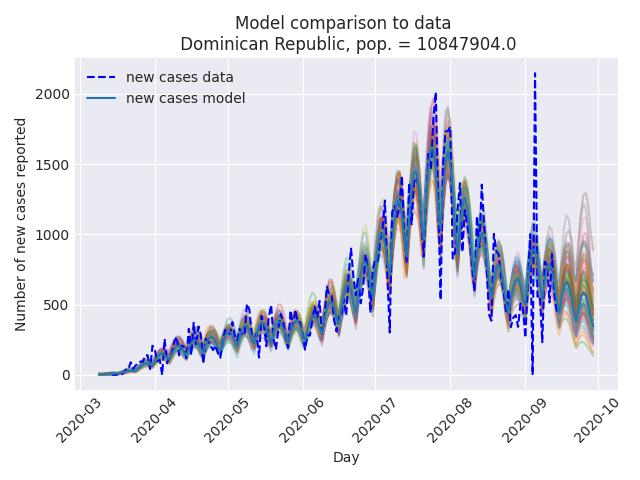 Model comparison to data
Dominican Republic, pop. = 10847904.0
new cases data
new cases model
Number of new cases reported
2000
1500
1000
500
0
2020-03
2020-04
2020-05
2020-06
2020-07
2020-08
2020-09
2020-10
Day